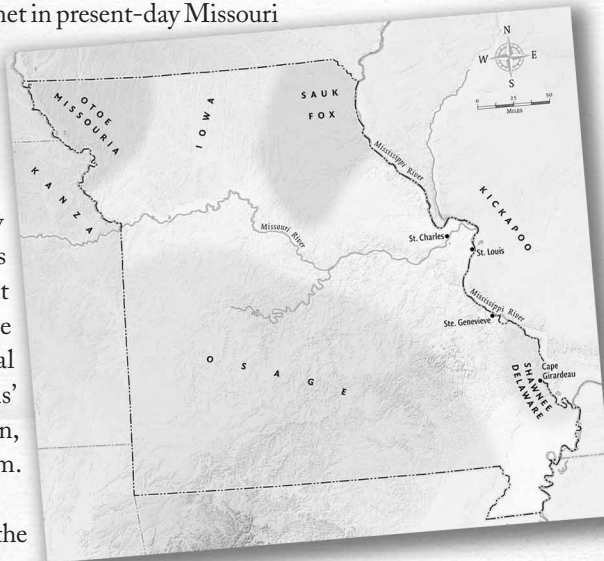 net in present-day Missouri
N
W E
S
0 25 50
MILES
OTOE
MISSOURIA
IOWA
SAUK
FOX
KANZA
Mississippi River
KICKAPOO
Missouri River
St. Charles
St. Louis
Mississippi River
Ste. Genevieve
Cape
Girardeau
SHAWNEE
DELAWARE
OSAGE
y
s
t
e
al
s'
n,
m.
the